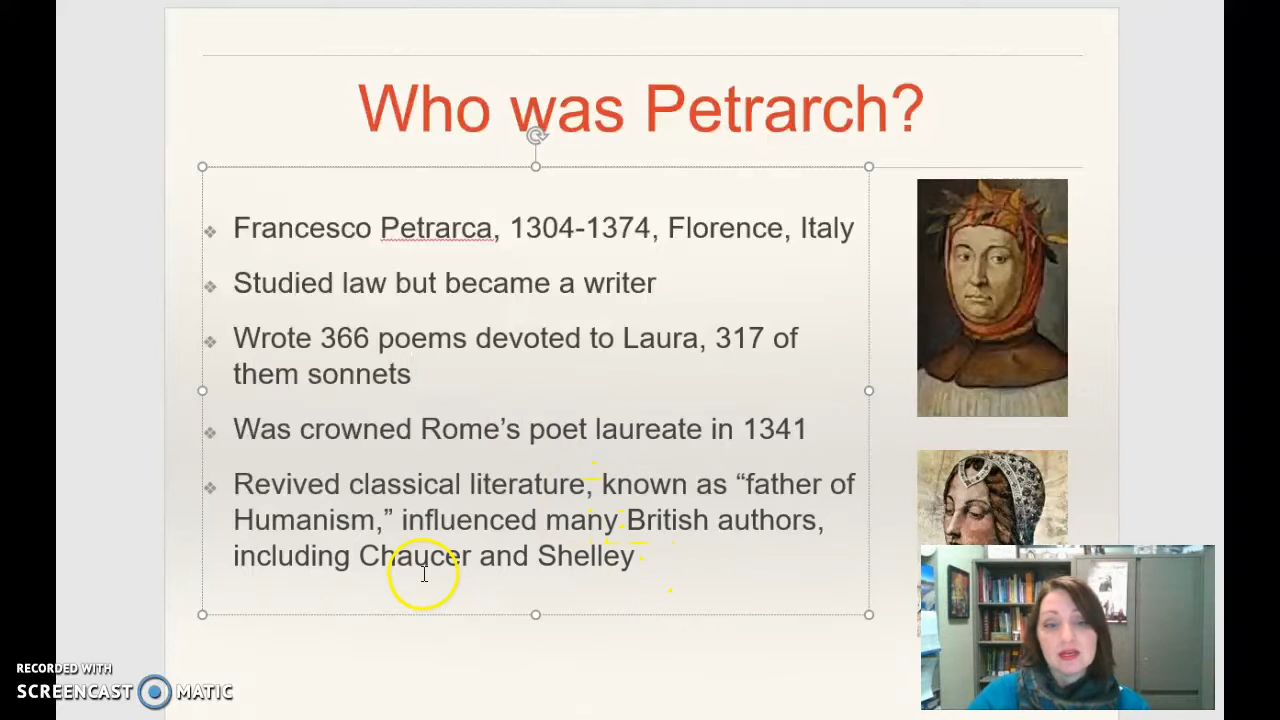 Who was Petrarch?
Francesco Petrarca, 1304-1374, Florence, Italy
Studied law but became a writer
Wrote 366 poems devoted to Laura, 317 of
them sonnets
Was crowned Rome’s poet laureate in 1341
Revived classical literature, known as “father of
Humanism,” influenced many British authors,
including Chaucer and Shelley
RECORDED WITH
SCREENCAST MATIC